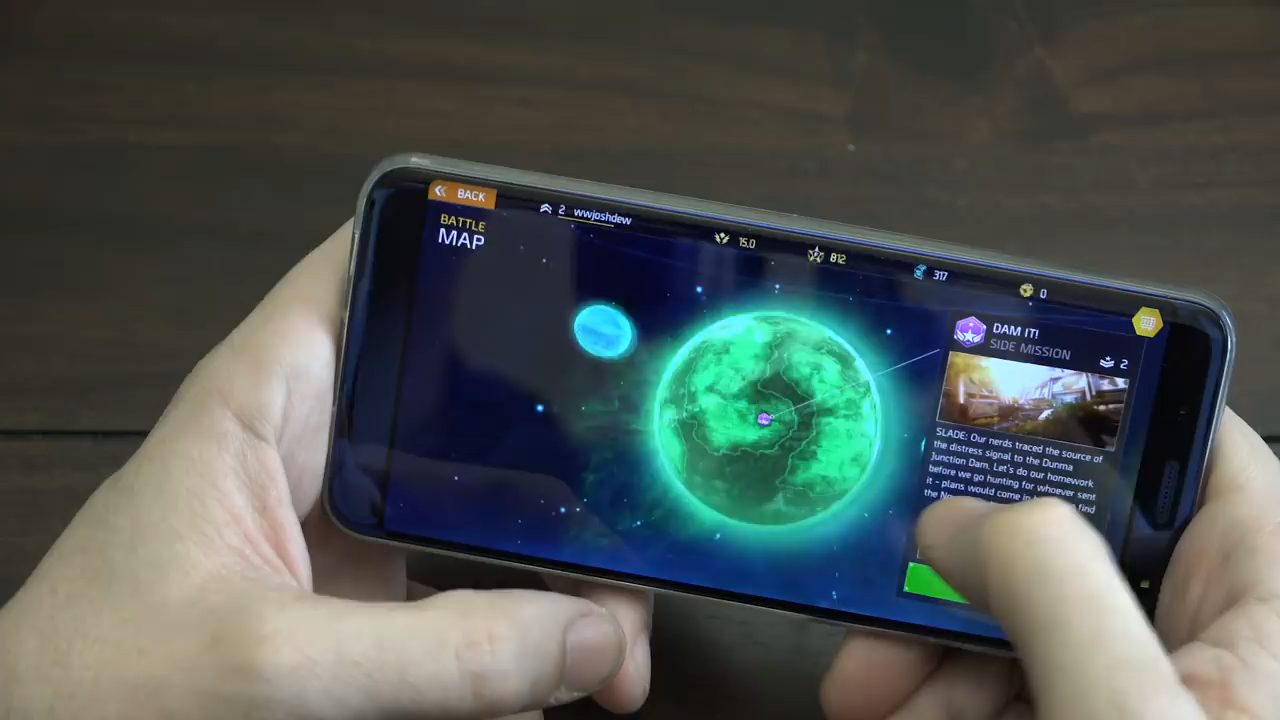 BACK
BATTLE
MAP
2 wwjoshdew
15.0
812
317
0
DAM IT!
SIDE MISSION
2
SLADE: Our nerds traced the source of
the distress signal to the Dunma
Junction Dam. Let's do our homework
before we go hunting for whoever sent
it - plans would come in find
the